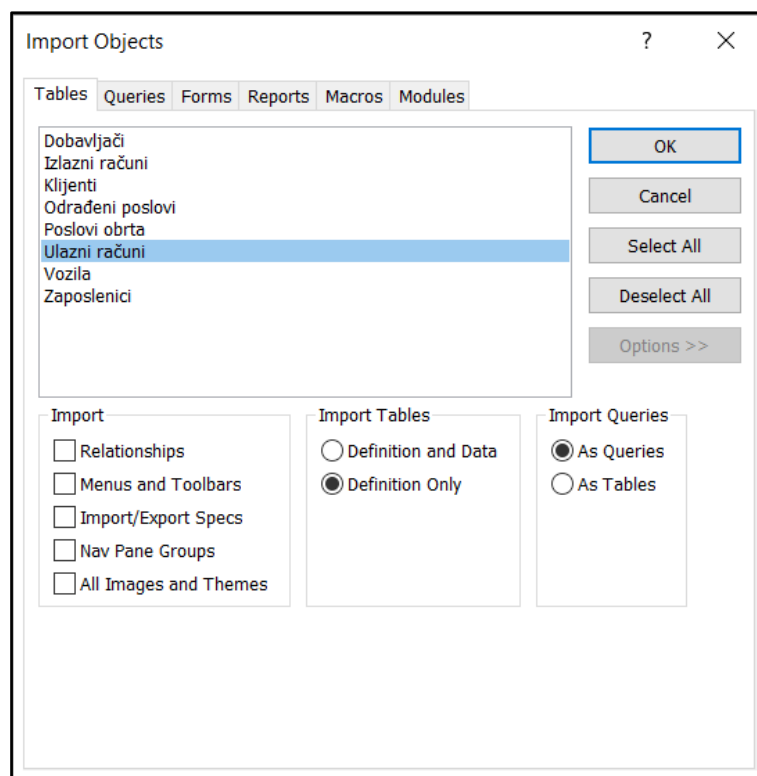 Import Objects ?
Tables Queries Forms Reports Macros Modules
Dobavljači
Izlazni računi
Klijenti
Odrađeni poslovi
Poslovi obrta
Ulazni računi
Vozila
Zaposlenici
OK
Cancel
Select All
Deselect All
Options >>
Import
Relationships
Menus and Toolbars
Import/Export Specs
Nav Pane Groups
All Images and Themes
Import Tables
Definition and Data
Definition Only
Import Queries
As Queries
As Tables